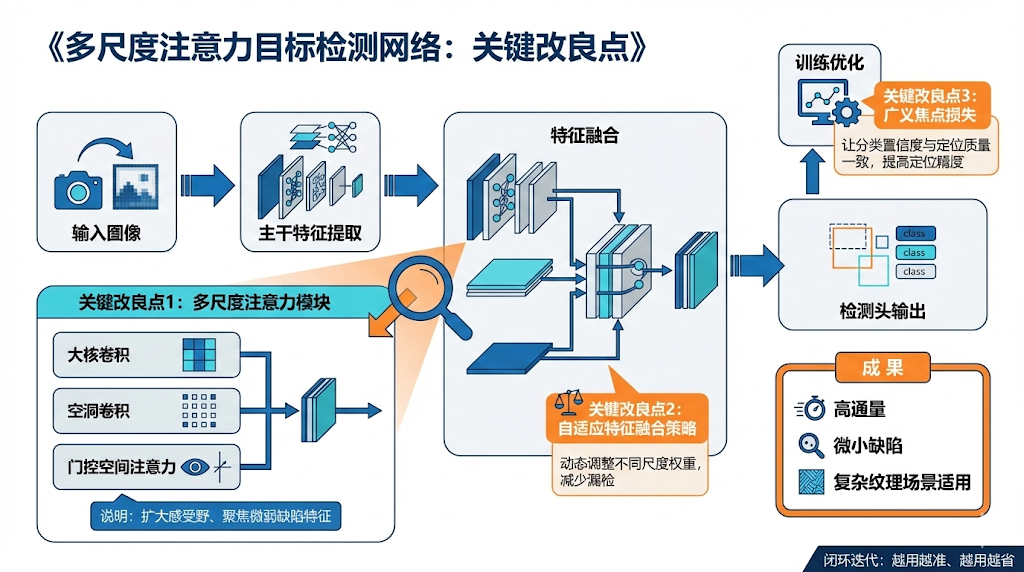 《多尺度注意力目标检测网络：关键改良点》
输入图像
主干特征提取
特征融合
训练优化
关键改良点3：
广义焦点损失
让分类置信度与定位质量
一致，提高定位精度
class
class
class
检测头输出
关键改良点1：多尺度注意力模块
大核卷积
空洞卷积
门控空间注意力
说明：扩大感受野、聚焦微弱缺陷特征
关键改良点2：
自适应特征融合策略
动态调整不同尺度权重，
减少漏检
成果
高通量
微小缺陷
复杂纹理场景适用
闭环迭代：越用越准、越用越省